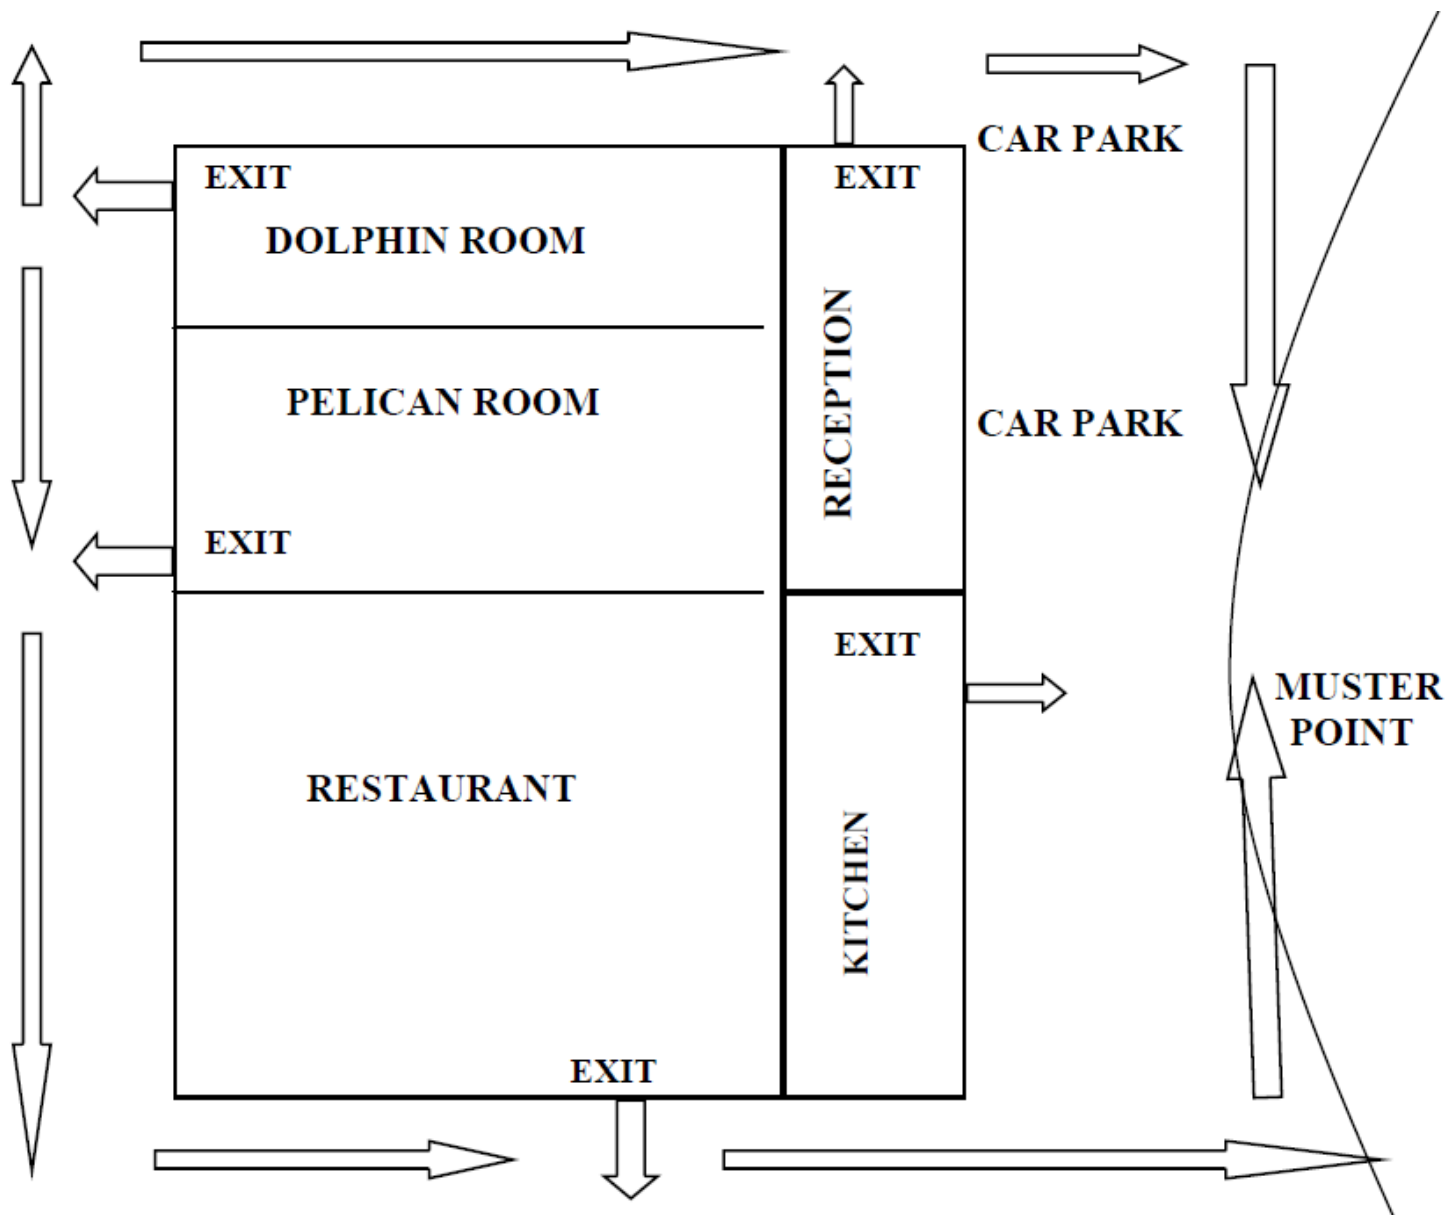 CAR PARK
EXIT
EXIT
DOLPHIN ROOM
RECEPTION
PELICAN ROOM
CAR PARK
EXIT
EXIT
MUSTER
POINT
RESTAURANT
KITCHEN
EXIT